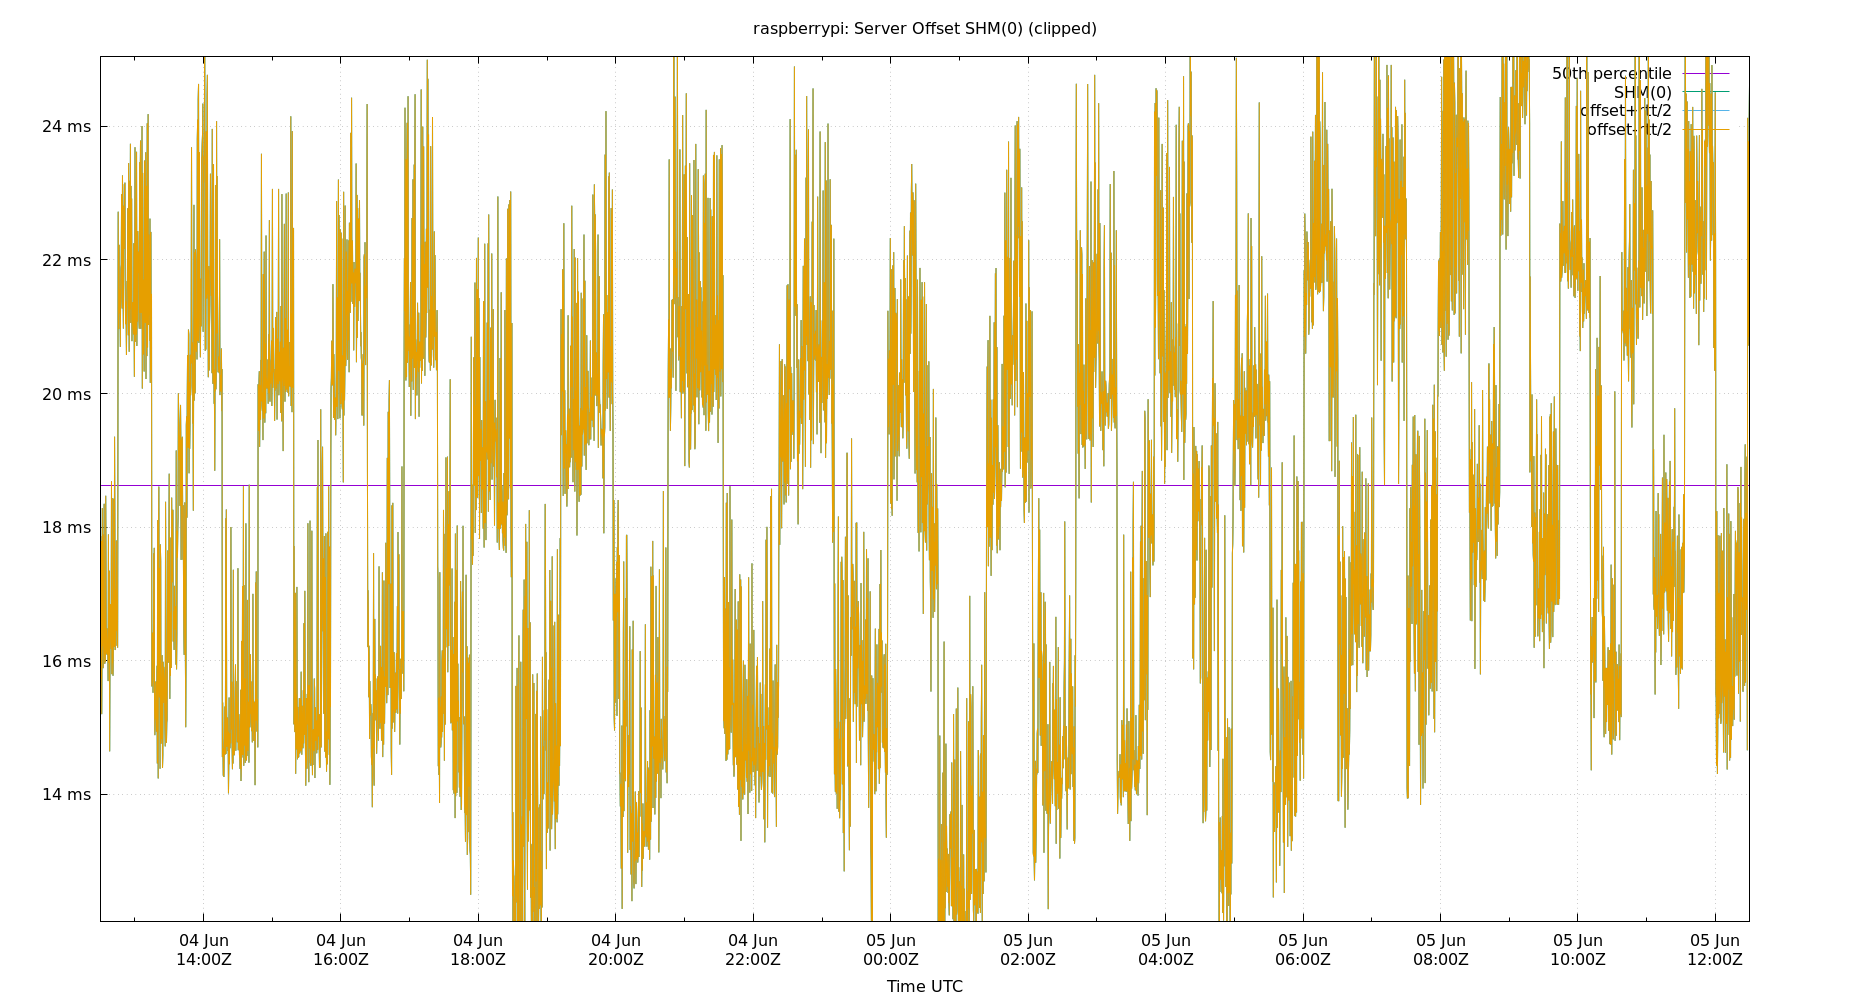 raspberrypi: Server Offset SHM(0) (clipped)
50th percentile
SHM(0)
offset+rtt/2
offset-rtt/2
24 ms
22 ms
20 ms
18 ms
16 ms
14 ms
04 Jun 04 Jun 04 Jun 04 Jun 04 Jun 05 Jun 05 Jun 05 Jun 05 Jun 05 Jun 05 Jun 05 Jun
14:00Z 16:00Z 18:00Z 20:00Z 22:00Z 00:00Z 02:00Z 04:00Z 06:00Z 08:00Z 10:00Z 12:00Z
Time UTC